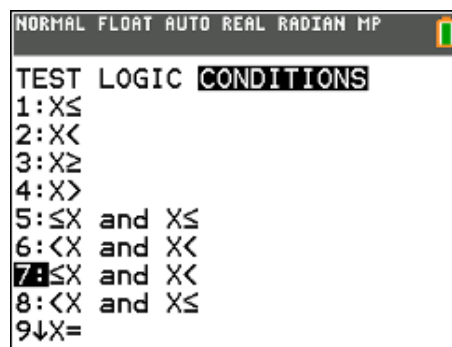 NORMAL FLOAT AUTO REAL RADIAN MP
TEST LOGIC CONDITIONS
1:X≤
2:X<
3:X≥
4:X>
5:≤X and X≤
6:<X and X<
7:≤X and X<
8:<X and X≤
9↓X=